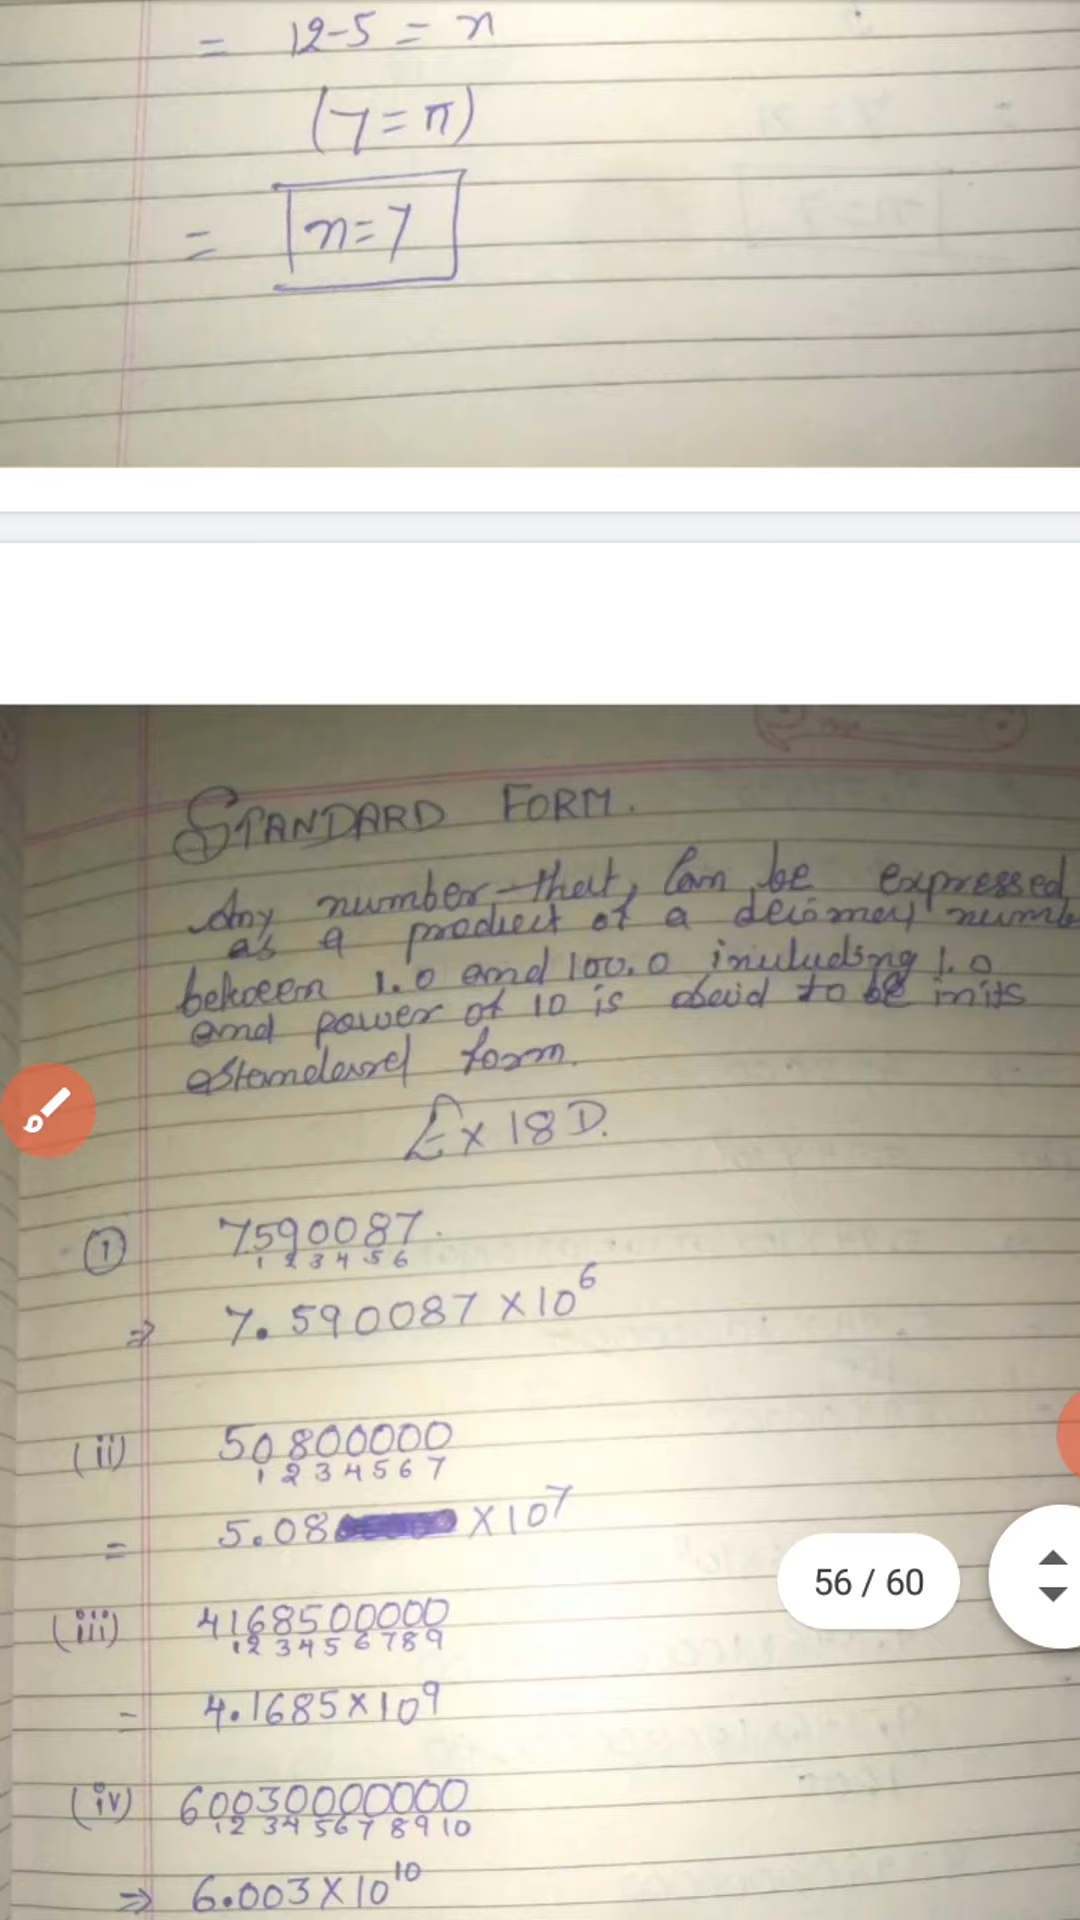 = 12-5 = n
(7=n)
= n=7
STANDARD FORM.
Any number that, Can be expressed
as a product of a decimal numb
between 1.0 and 100.0 including 1.0
and power of 10 is said to be in its
Standard form.
Ex 18 D.
① 7590087.
1 2 3 4 5 6
⇒ 7.590087 × 10⁶
(ii) 50800000
1 2 3 4 5 6 7
= 5.08 × 10⁷
56 / 60
(iii) 4168500000
1 2 3 4 5 6 7 8 9
= 4.1685 × 10⁹
(iv) 60030000000
1 2 3 4 5 6 7 8 9 10
⇒ 6.003 × 10¹⁰